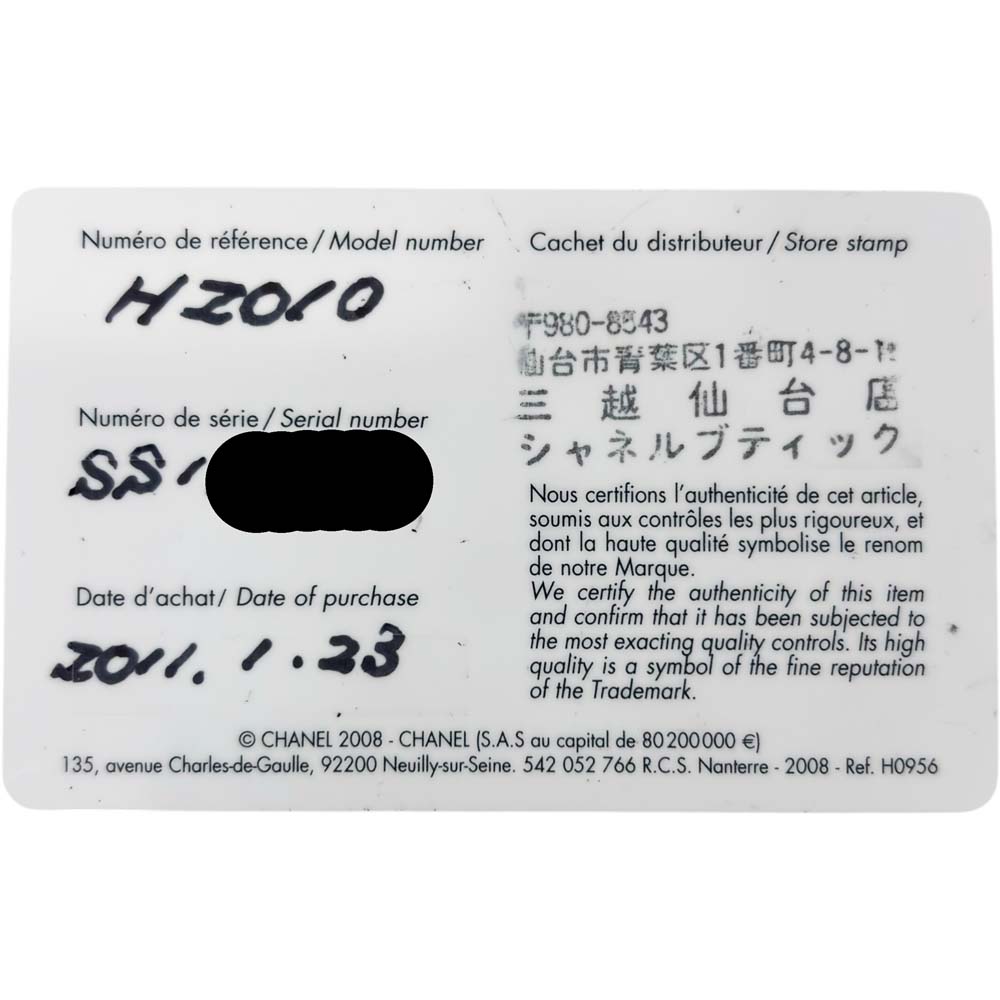 Numéro de référence / Model number
H2010
Numéro de série / Serial number
SS1
Date d'achat / Date of purchase
2011. 1. 23
Cachet du distributeur / Store stamp
〒980-8543
仙台市青葉区1番町4-8-15
三越仙台店
シャネルブティック
Nous certifions l'authenticité de cet article,
soumis aux contrôles les plus rigoureux, et
dont la haute qualité symbolise le renom
de notre Marque.
We certify the authenticity of this item
and confirm that it has been subjected to
the most exacting quality controls. Its high
quality is a symbol of the fine reputation
of the Trademark.
© CHANEL 2008 - CHANEL (S.A.S au capital de 80 200 000 €)
135, avenue Charles-de-Gaulle, 92200 Neuilly-sur-Seine. 542 052 766 R.C.S. Nanterre - 2008 - Ref. H0956